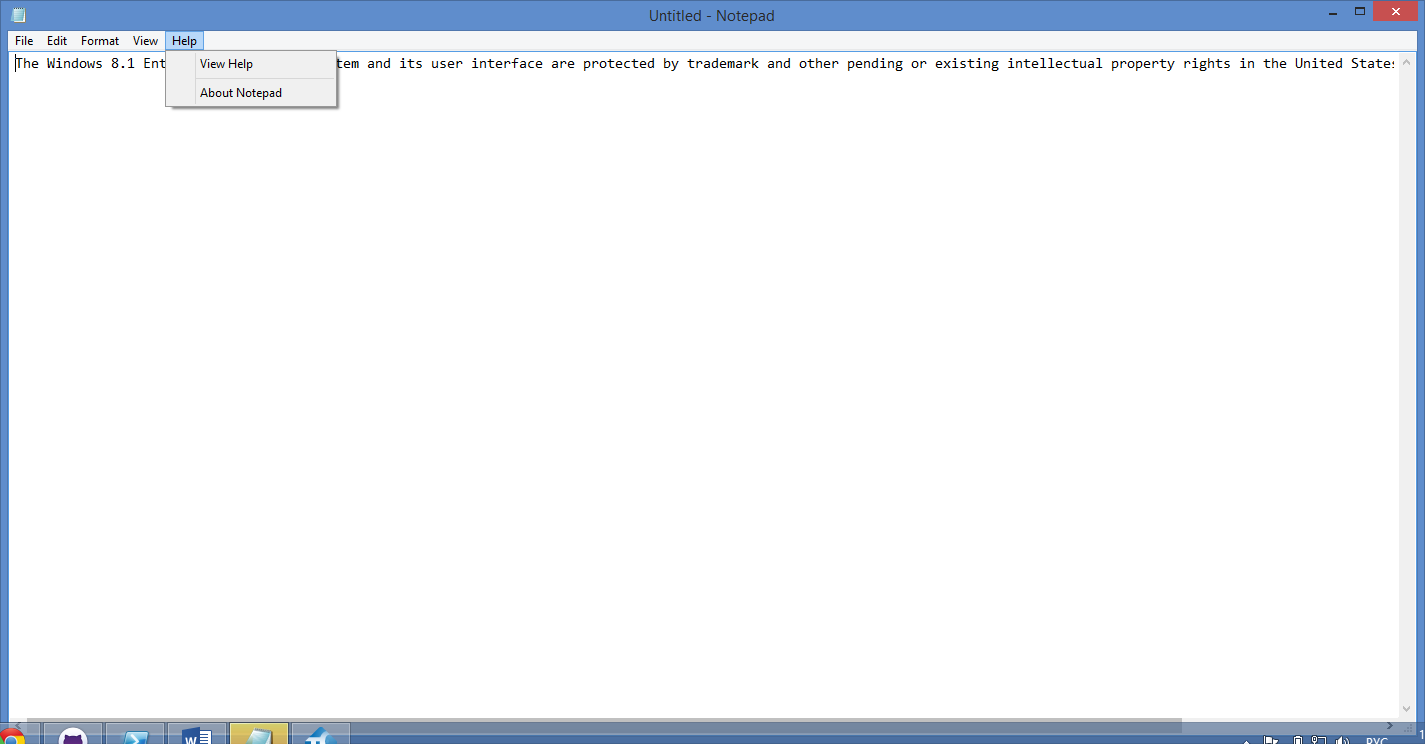 Untitled - Notepad
File Edit Format View Help
The Windows 8.1 Ent tem and its user interface are protected by trademark and other pending or existing intellectual property rights in the United States
View Help
About Notepad
РУС